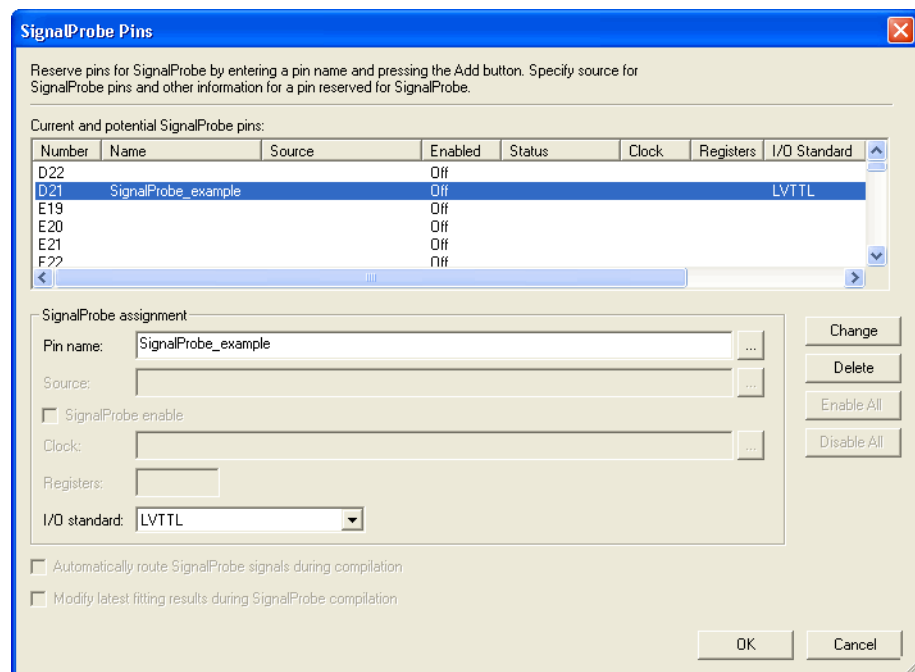 SignalProbe Pins
Reserve pins for SignalProbe by entering a pin name and pressing the Add button. Specify source for
SignalProbe pins and other information for a pin reserved for SignalProbe.
Current and potential SignalProbe pins:
Number Name Source Enabled Status Clock Registers I/O Standard
D22 Off
D21 SignalProbe_example Off LVTTL
E19 Off
E20 Off
E21 Off
E22 Off
SignalProbe assignment
Pin name: SignalProbe_example ...
Change
Source: ...
Delete
SignalProbe enable
Enable All
Clock: ...
Disable All
Registers:
I/O standard: LVTTL
Automatically route SignalProbe signals during compilation
Modify latest fitting results during SignalProbe compilation
OK Cancel